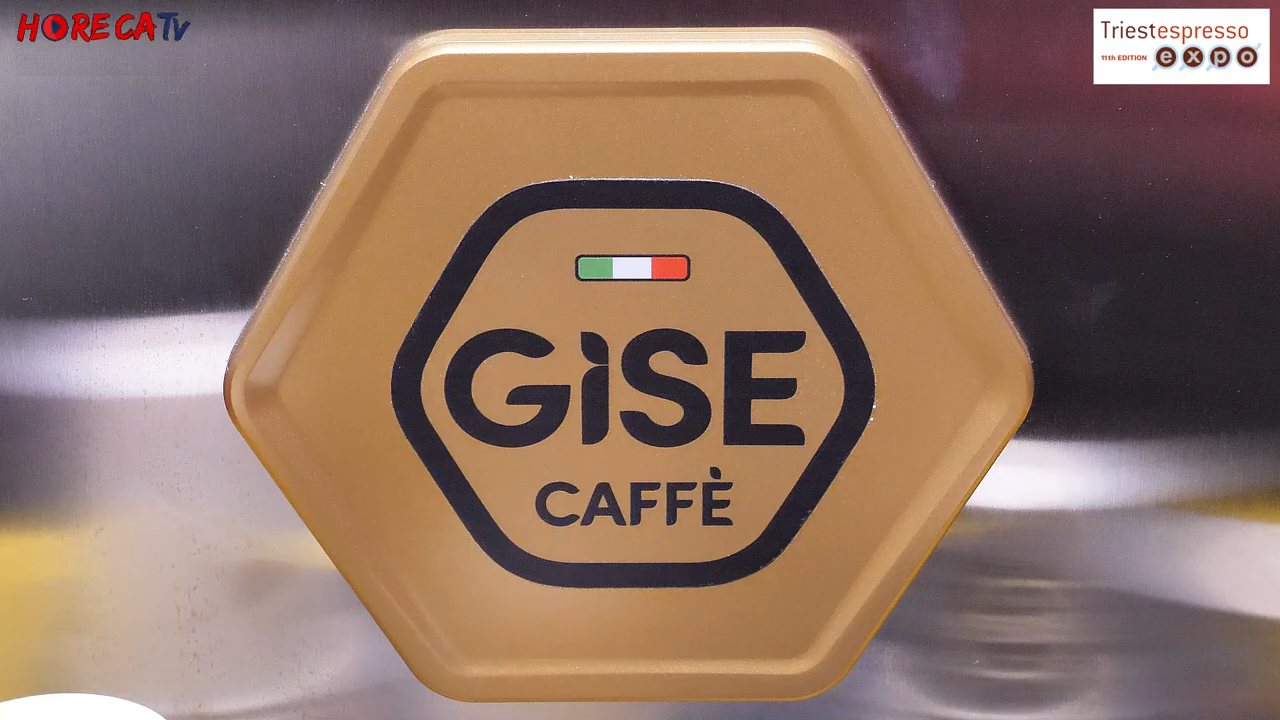 HORECATv
Triestespresso
11th EDITION expo
GiSE
CAFFÈ